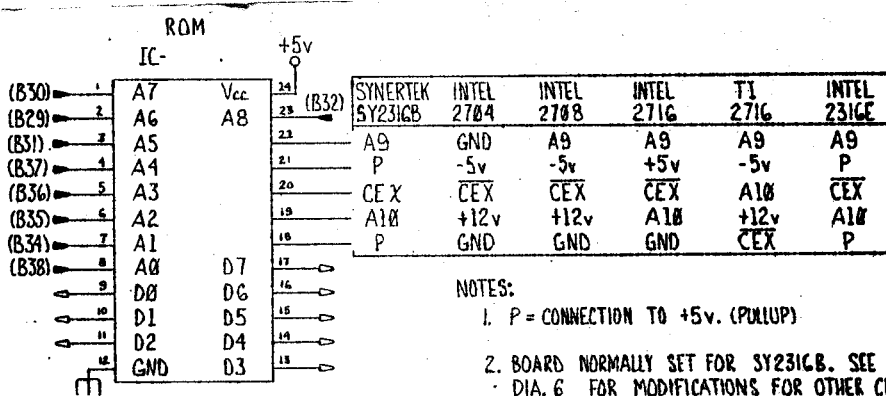 ROM
IC-
+5v
(B30) 1 A7 Vcc 24
(B29) 2 A6 A8 23 (B32)
(B31) 3 A5 22
(B37) 4 A4 21
(B36) 5 A3 20
(B35) 6 A2 19
(B34) 7 A1 18
(B38) 8 A0 D7 17
9 D0 D6 16
10 D1 D5 15
11 D2 D4 14
12 GND D3 13
SYNERTEK INTEL INTEL INTEL TI INTEL
SY2316B 2704 2708 2716 2716 2316E
A9 GND A9 A9 A9 A9
P -5v -5v +5v -5v P
CEX CEX CEX CEX A10 CEX
A10 +12v +12v A10 +12v A10
P GND GND GND CEX P
NOTES:
1. P = CONNECTION TO +5v. (PULLUP)
2. BOARD NORMALLY SET FOR SY2316B. SEE
DIA. 6 FOR MODIFICATIONS FOR OTHER